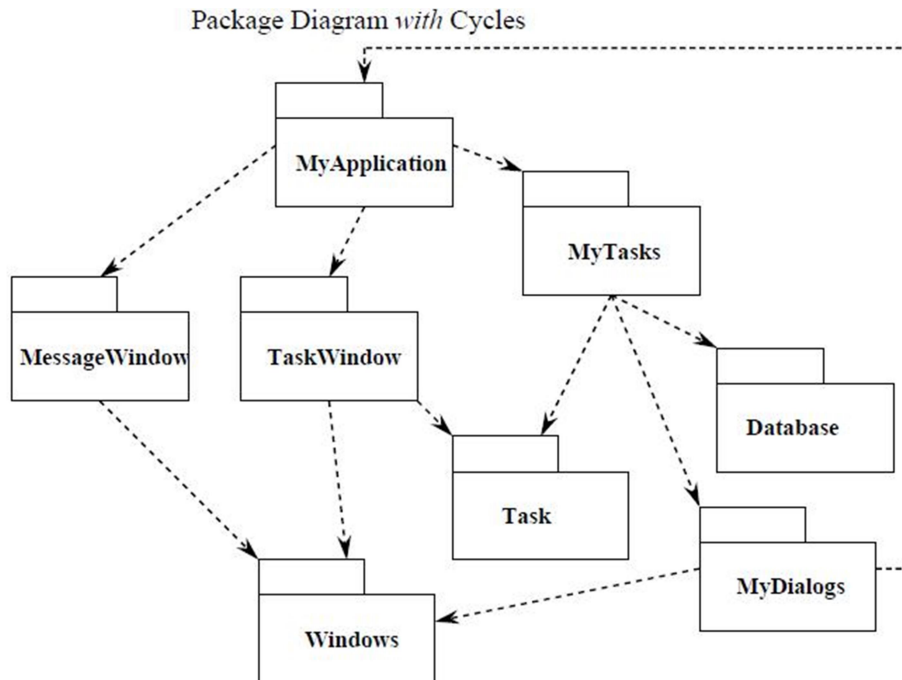 Package Diagram with Cycles
MyApplication
MyTasks
MessageWindow
TaskWindow
Database
Task
MyDialogs
Windows